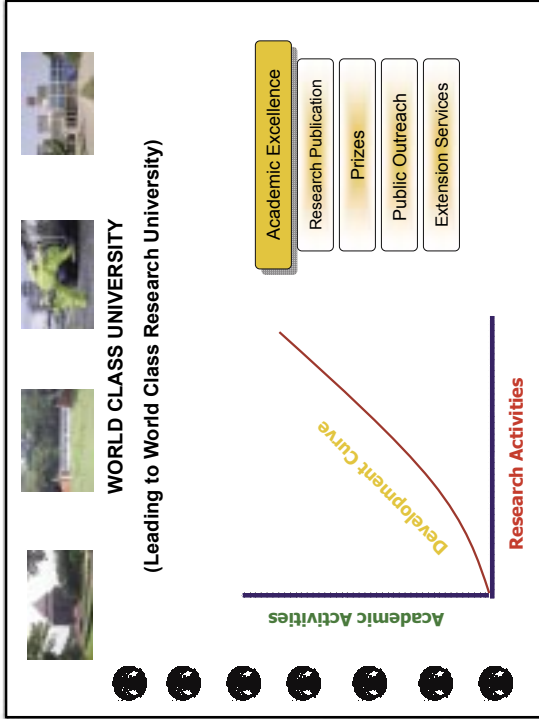 WORLD CLASS UNIVERSITY
(Leading to World Class Research University)
Academic Activities
Development Curve
Research Activities
Academic Excellence
Research Publication
Prizes
Public Outreach
Extension Services